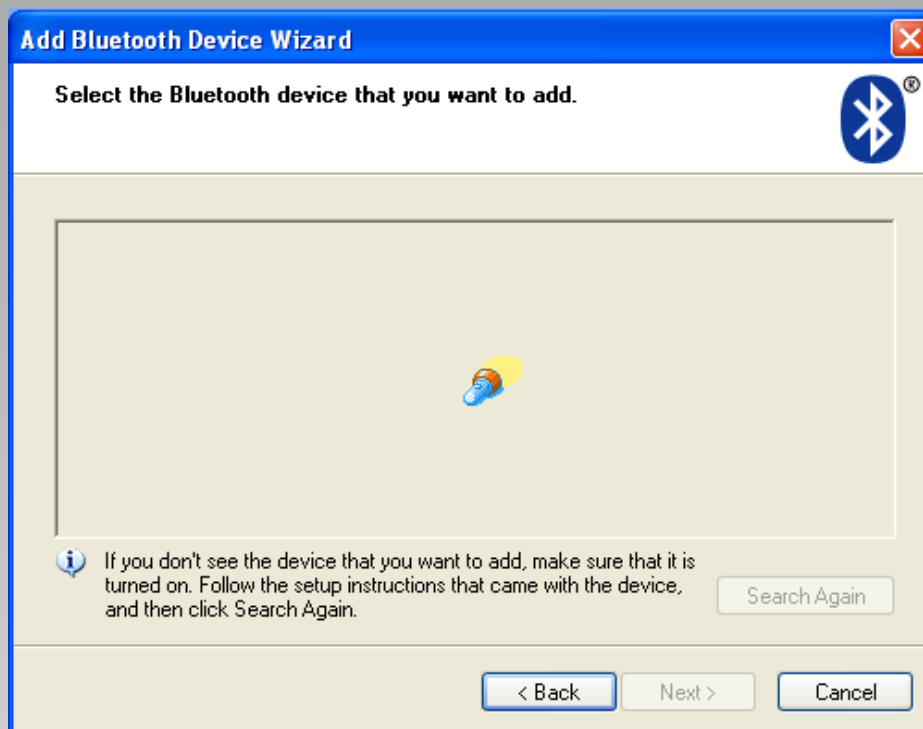 Add Bluetooth Device Wizard
Select the Bluetooth device that you want to add.
®
If you don't see the device that you want to add, make sure that it is
turned on. Follow the setup instructions that came with the device,
and then click Search Again.
Search Again
< Back
Next >
Cancel